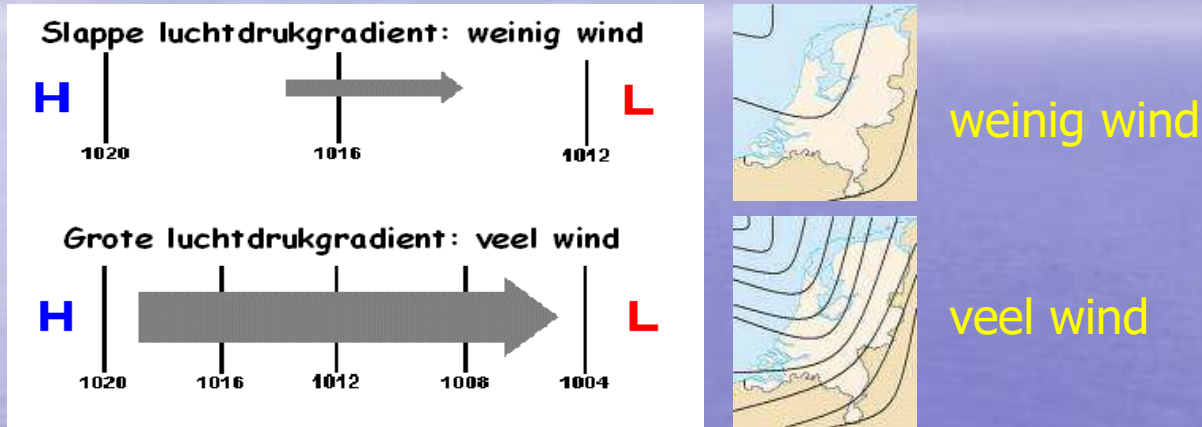 Slappe luchtdrukgradient: weinig wind
H L
1020 1016 1012
weinig wind
Grote luchtdrukgradient: veel wind
H L
1020 1016 1012 1008 1004
veel wind